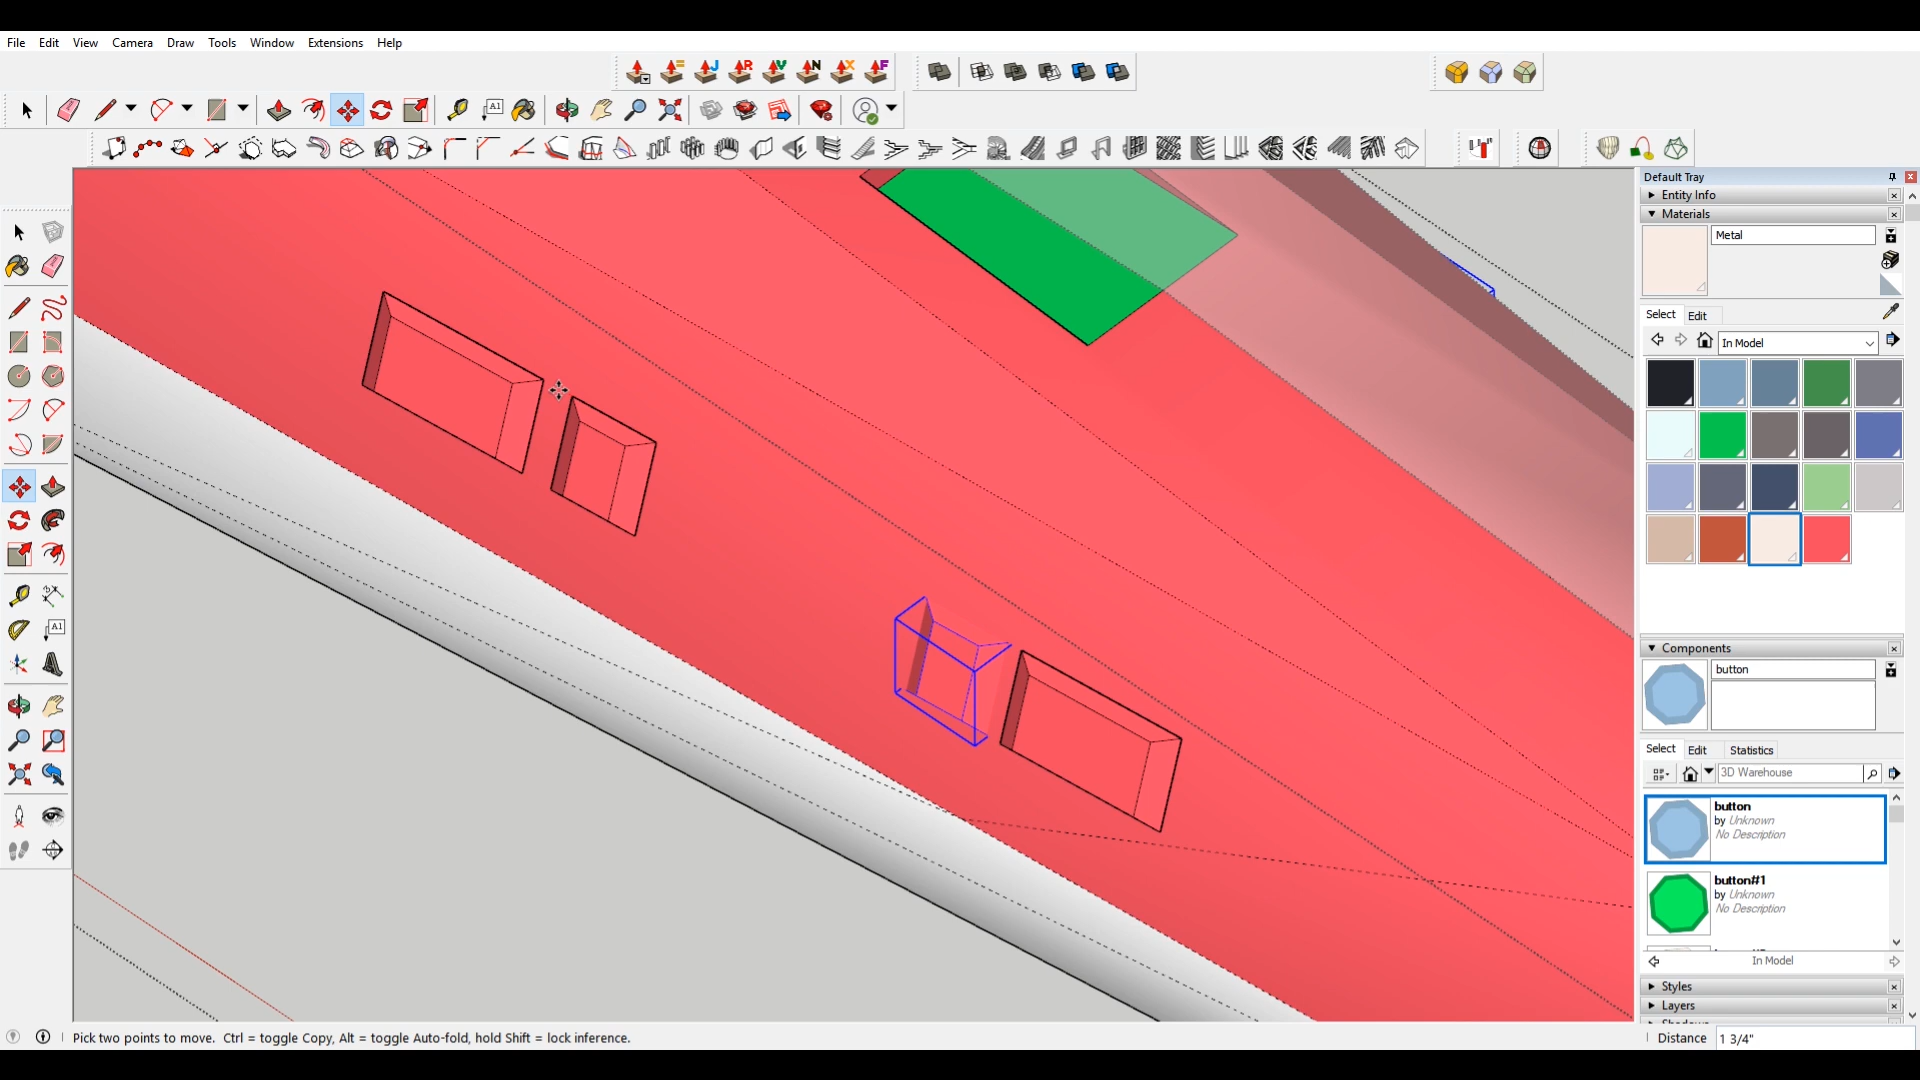 File Edit View Camera Draw Tools Window Extensions Help
= J R V N X F
A1
Default Tray
Entity Info
Materials
Metal
A1
Select Edit
In Model
Components
button
Select Edit Statistics
3D Warehouse
button
by Unknown
No Description
button#1
by Unknown
No Description
In Model
Styles
Layers
Pick two points to move. Ctrl = toggle Copy, Alt = toggle Auto-fold, hold Shift = lock inference.
Distance 1 3/4"